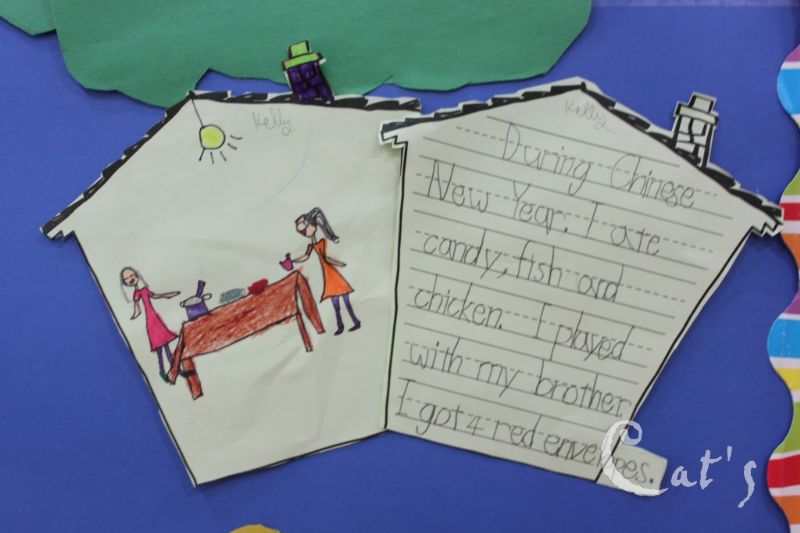 Kelly
Kelly
During Chinese
New Year, I ate
candy, fish and
chicken. I played
with my brother.
I got 4 red envelopes.
Cat's